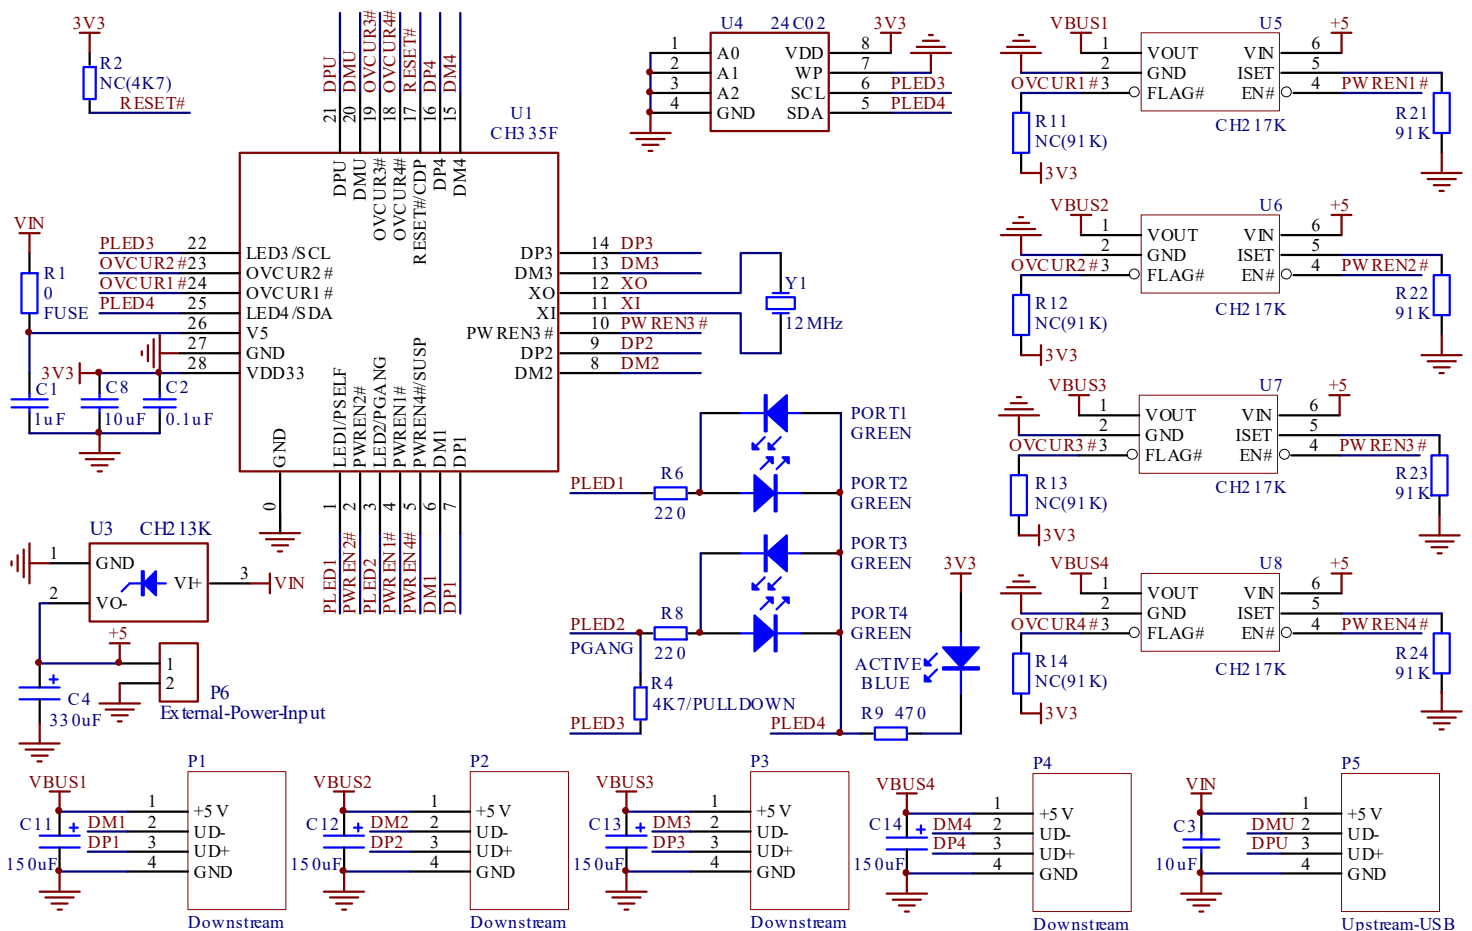 3V3
R2
NC(4K7)
RESET#
21 DPU
20 DMU
19 OVCUR3#
18 OVCUR4#
17 RESET#
16 DP4
15 DM4
U1
CH335F
DPU
DMU
OVCUR3#
OVCUR4#
RESET#/CDP
DP4
DM4
VIN
R1
0
FUSE
PLED3 22 LED3/SCL
OVCUR2# 23 OVCUR2#
OVCUR1# 24 OVCUR1#
PLED4 25 LED4/SDA
26 V5
27 GND
3V3 28 VDD33
C1
1uF
C8
10uF
C2
0.1uF
DP3 14 DP3
DM3 13 DM3
XO 12 XO
XI 11 XI
PWREN3# 10 PWREN3#
DP2 9 DP2
DM2 8 DM2
Y1
12MHz
GND
LED1/PSELF
PWREN2#
LED2/PGANG
PWREN1#
PWREN4#/SUSP
DM1
DP1
0
1 PLED1
2 PWREN2#
3 PLED2
4 PWREN1#
5 PWREN4#
6 DM1
7 DP1
U4 24C02
1 A0
2 A1
3 A2
4 GND
VDD 8 3V3
WP 7
SCL 6 PLED3
SDA 5 PLED4
VBUS1 U5 +5
1 VOUT VIN 6
2 GND ISET 5
OVCUR1# 3 FLAG# EN# 4 PWREN1#
R11
NC(91K)
3V3
CH217K
R21
91K
VBUS2 U6 +5
1 VOUT VIN 6
2 GND ISET 5
OVCUR2# 3 FLAG# EN# 4 PWREN2#
R12
NC(91K)
3V3
CH217K
R22
91K
VBUS3 U7 +5
1 VOUT VIN 6
2 GND ISET 5
OVCUR3# 3 FLAG# EN# 4 PWREN3#
R13
NC(91K)
3V3
CH217K
R23
91K
VBUS4 U8 +5
1 VOUT VIN 6
2 GND ISET 5
OVCUR4# 3 FLAG# EN# 4 PWREN4#
R14
NC(91K)
3V3
CH217K
R24
91K
U3 CH213K
1 GND
2 VO-
VI+ 3 VIN
+5
C4
330uF
1
2
P6
External-Power-Input
PLED1
R6
220
PORT1
GREEN
PORT2
GREEN
PLED2
PGANG
R8
220
PORT3
GREEN
PORT4
GREEN
R4
4K7/PULLDOWN
PLED3
PLED4
R9 470
ACTIVE
BLUE
3V3
P1
VBUS1
C11
150uF
1 +5V
DM1 2 UD-
DP1 3 UD+
4 GND
Downstream
P2
VBUS2
C12
150uF
1 +5V
DM2 2 UD-
DP2 3 UD+
4 GND
Downstream
P3
VBUS3
C13
150uF
1 +5V
DM3 2 UD-
DP3 3 UD+
4 GND
Downstream
P4
VBUS4
C14
150uF
1 +5V
DM4 2 UD-
DP4 3 UD+
4 GND
Downstream
P5
VIN
C3
10uF
1 +5V
DMU 2 UD-
DPU 3 UD+
4 GND
Upstream-USB